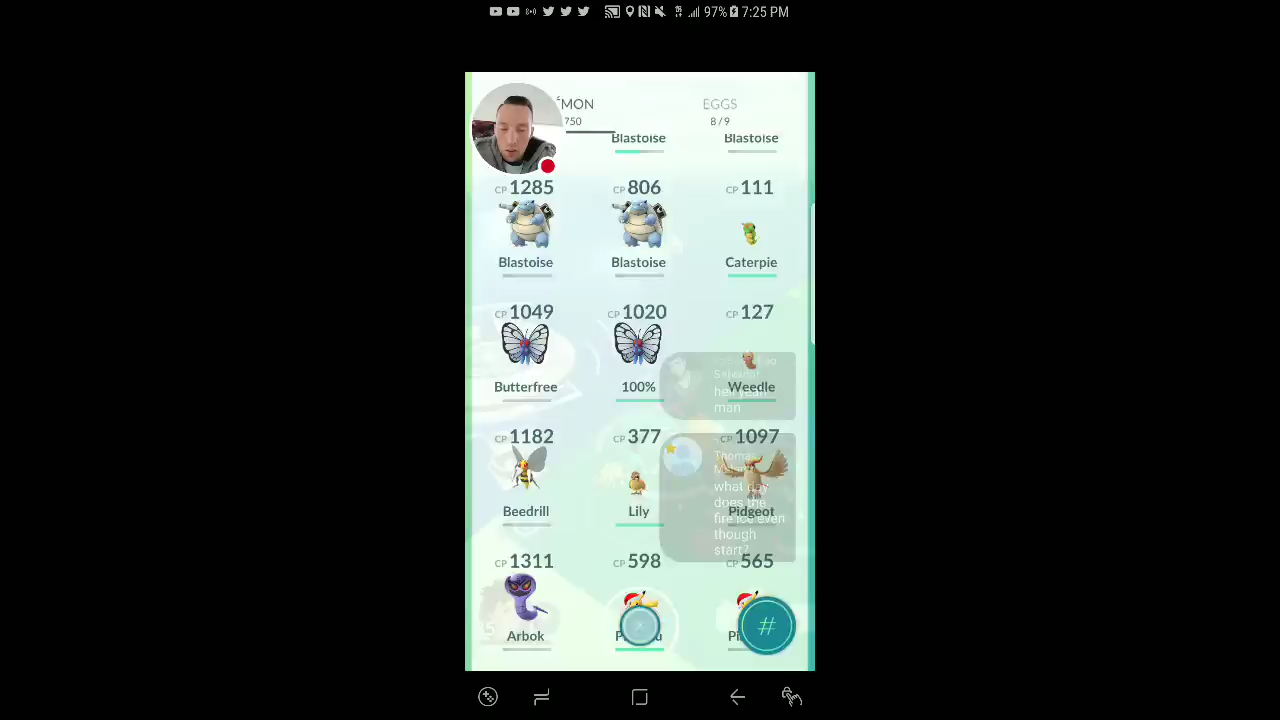 97% 7:25 PM
MON EGGS
750 8/9
Blastoise Blastoise
CP 1285 CP 806 CP 111
Blastoise Blastoise Caterpie
CP 1049 CP 1020 CP 127
Butterfree 100% Weedle
hell yeah
man
CP 1182 CP 377 CP 1097
Thomas
Beedrill Lily Pidgeot
what day
does the
fire ice even
though
start?
CP 1311 CP 598 CP 565
#
Arbok